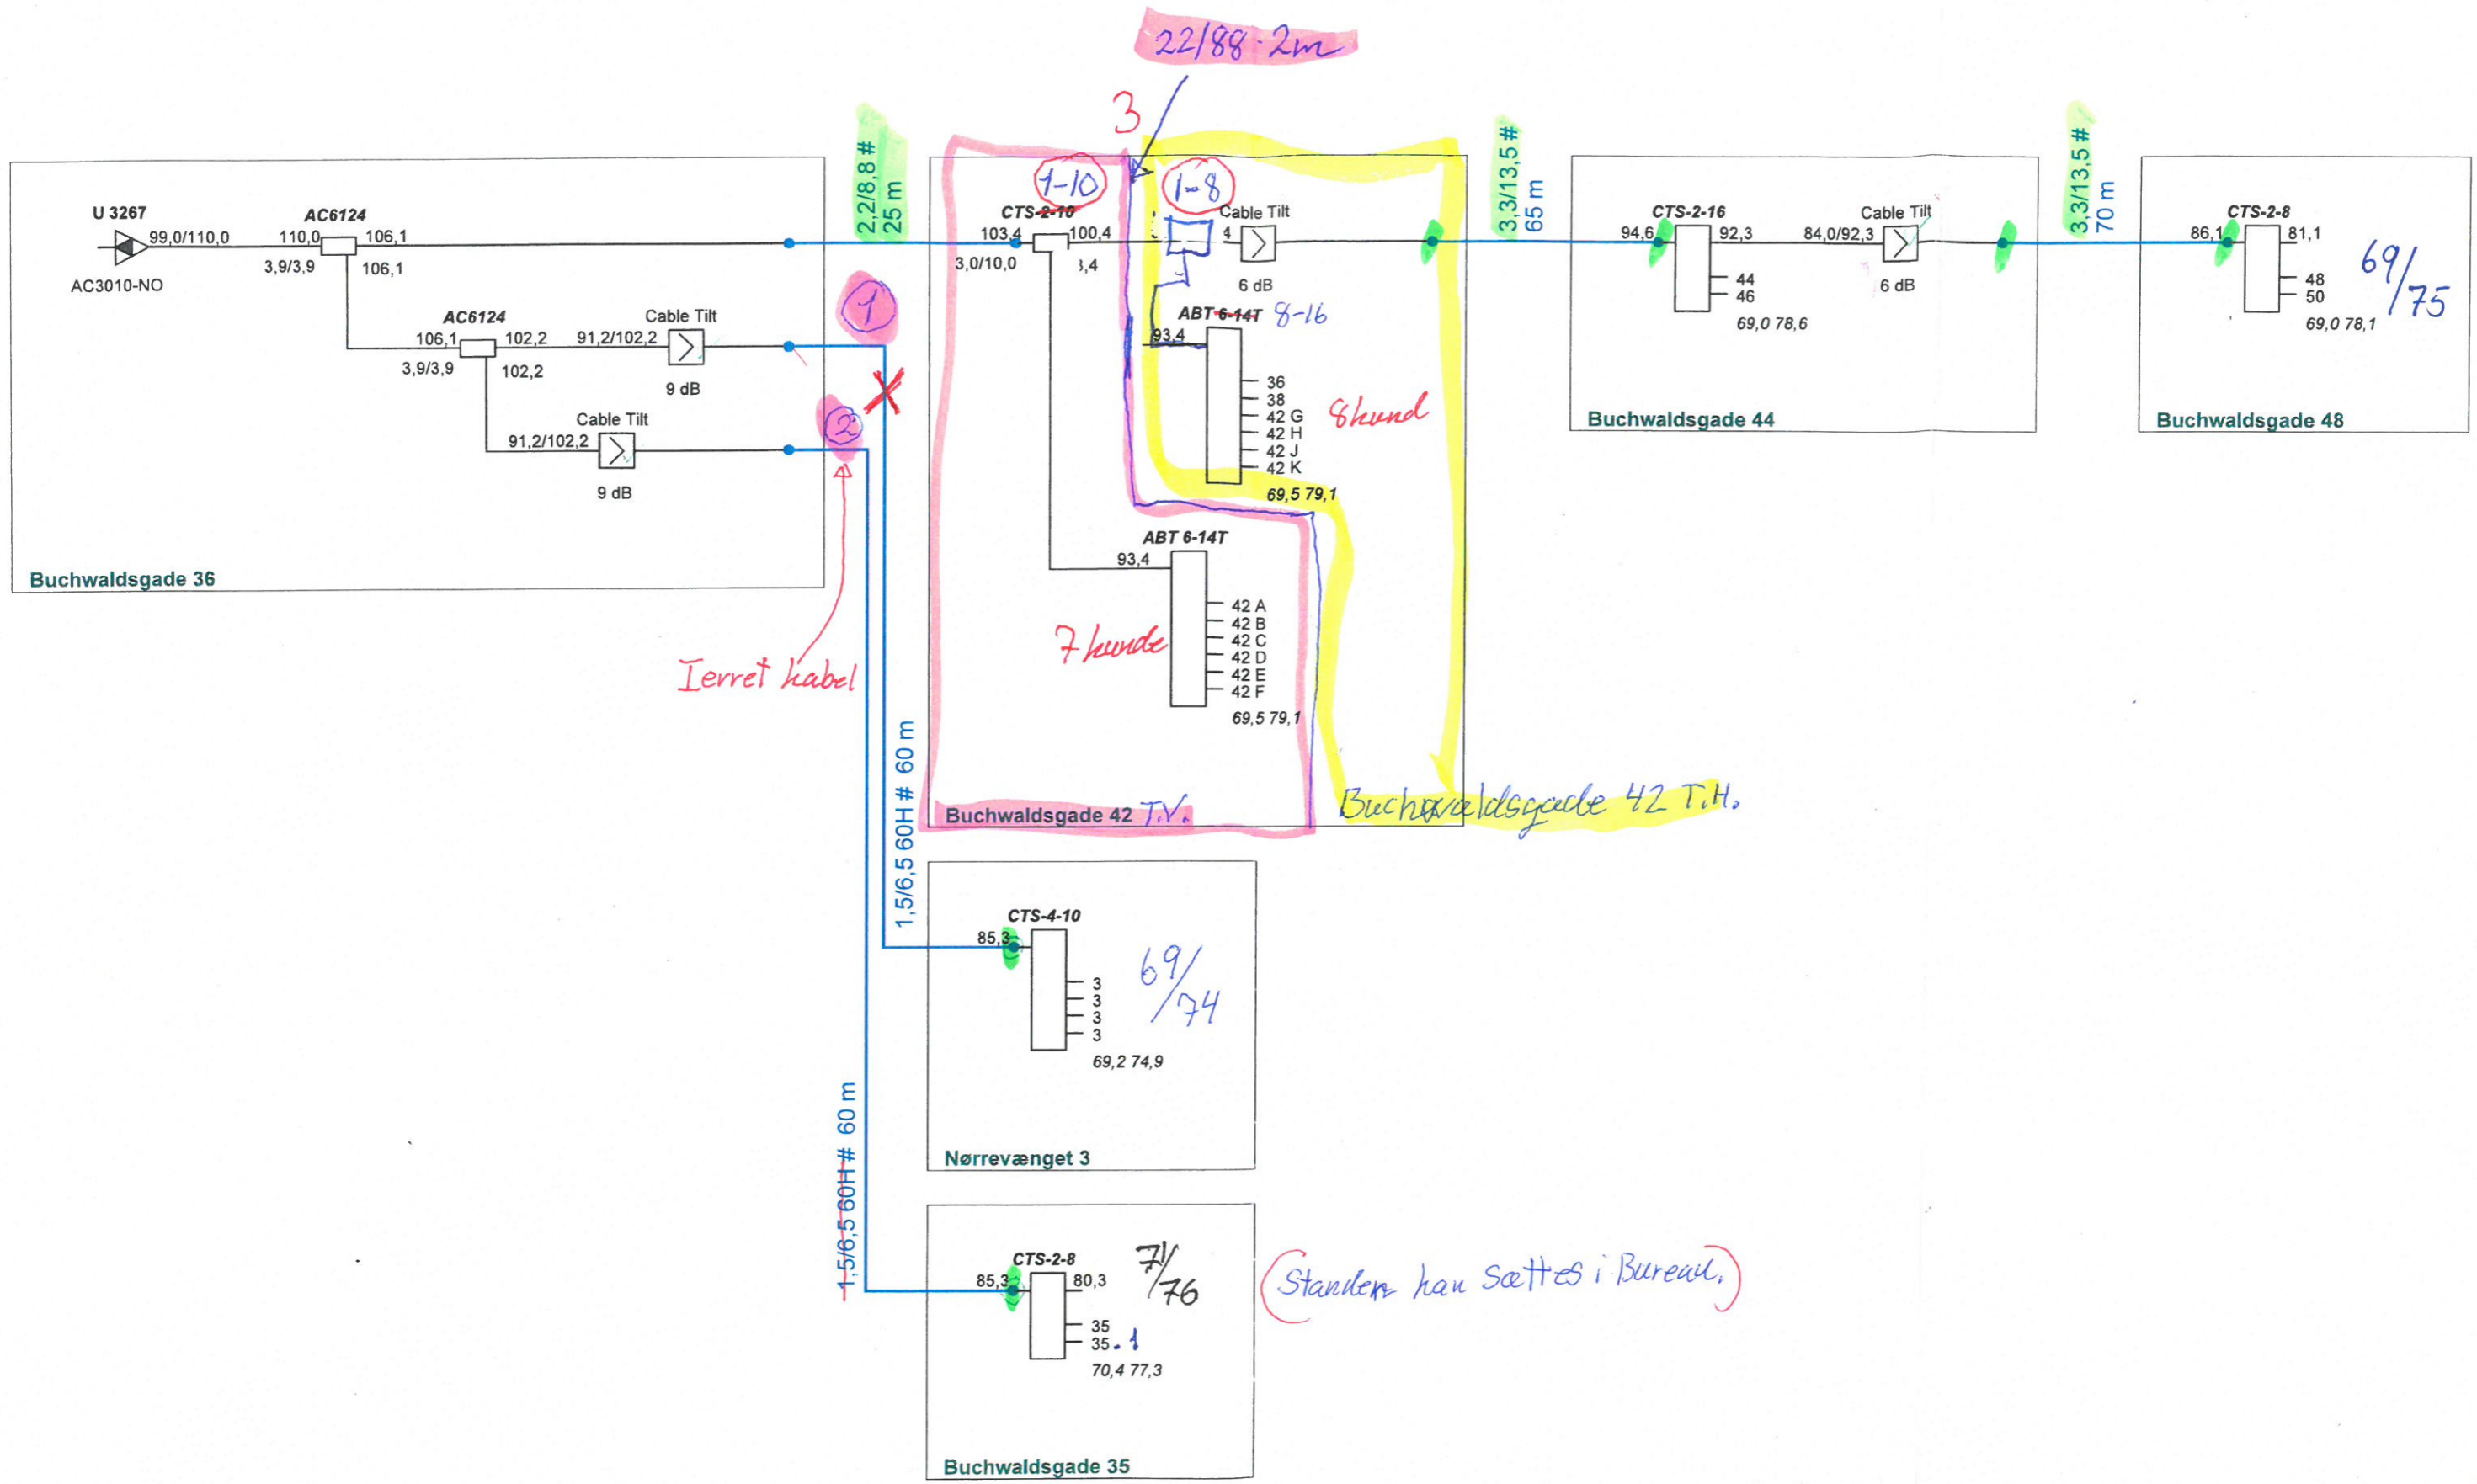 22/88-2m
3
2,2/8,8 #
25 m
3,3/13,5 #
65 m
3,3/13,5 #
70 m
U 3267
99,0/110,0
AC3010-NO
AC6124
110,0
106,1
3,9/3,9
106,1
AC6124
106,1
102,2
3,9/3,9
102,2
91,2/102,2
Cable Tilt
9 dB
91,2/102,2
Cable Tilt
9 dB
Buchwaldsgade 36
1
2
1-10
CTS-2-10
103,4
100,4
3,0/10,0
1-8
Cable Tilt
4
6 dB
ABT 6-14T 8-16
93,4
36
38
42 G
42 H
42 J
42 K
8 kund
69,5 79,1
ABT 6-14T
93,4
42 A
42 B
42 C
42 D
42 E
42 F
7 kunde
69,5 79,1
Buchwaldsgade 42 T.V.
Buchwaldsgade 42 T.H.
CTS-2-16
94,6
92,3
44
46
69,0 78,6
84,0/92,3
Cable Tilt
6 dB
Buchwaldsgade 44
CTS-2-8
86,1
81,1
48
50
69,0 78,1
69/75
Buchwaldsgade 48
Ierret kabel
1,5/6,5 60H # 60 m
CTS-4-10
85,3
3
3
3
3
69/74
69,2 74,9
Nørrevænget 3
1,5/6,5 60H # 60 m
CTS-2-8
85,3
80,3
71/76
35
35.1
70,4 77,3
Buchwaldsgade 35
(Standere kan Sættes i Bureau.)